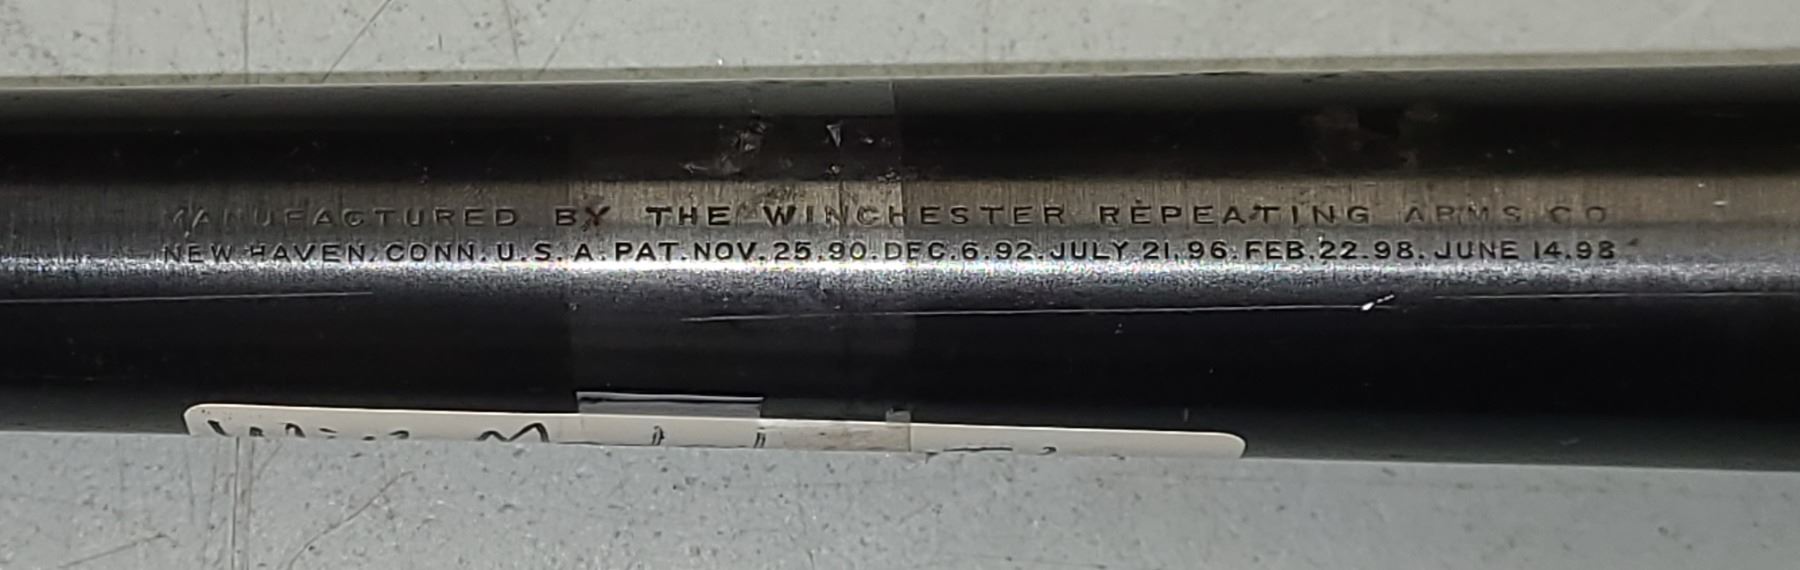 MANUFACTURED BY THE WINCHESTER REPEATING ARMS CO
NEW HAVEN. CONN. U.S.A. PAT. NOV. 25.90. DEC. 6.92. JULY 21.96. FEB. 22.98. JUNE 14.98